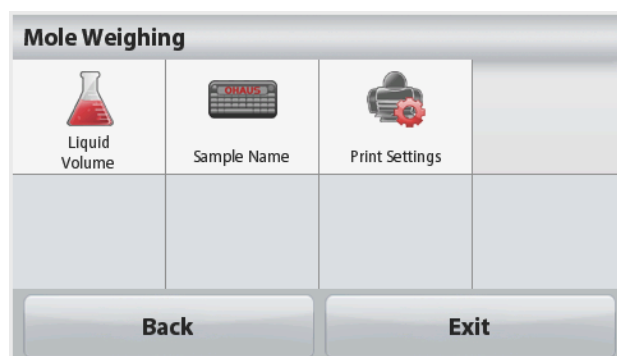 Mole Weighing
OHAUS
Liquid
Volume
Sample Name
Print Settings
Back
Exit